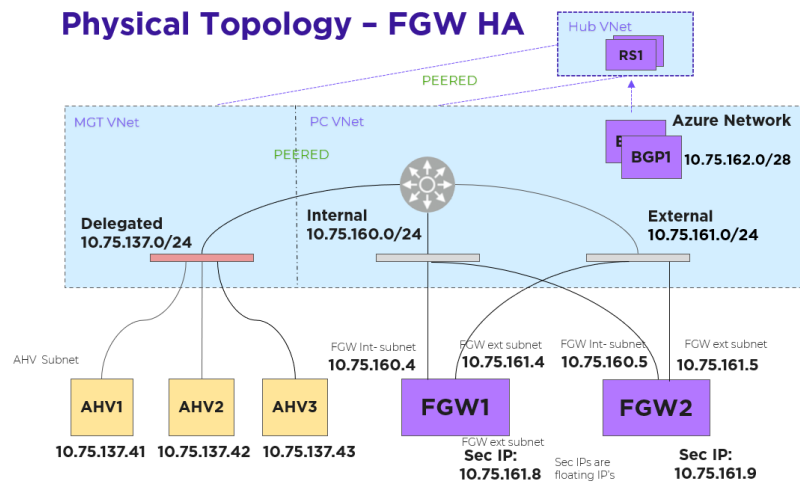 Physical Topology – FGW HA
Hub VNet
RS1
PEERED
MGT VNet
PC VNet
Azure Network
PEERED
BGP1
10.75.162.0/28
Delegated
10.75.137.0/24
Internal
10.75.160.0/24
External
10.75.161.0/24
AHV Subnet
FGW Int- subnet
10.75.160.4
FGW ext subnet
10.75.161.4
FGW Int- subnet
10.75.160.5
FGW ext subnet
10.75.161.5
AHV1
AHV2
AHV3
FGW1
FGW2
10.75.137.41
10.75.137.42
10.75.137.43
FGW ext subnet
Sec IP:
10.75.161.8
Sec IPs are
floating IP's
Sec IP:
10.75.161.9